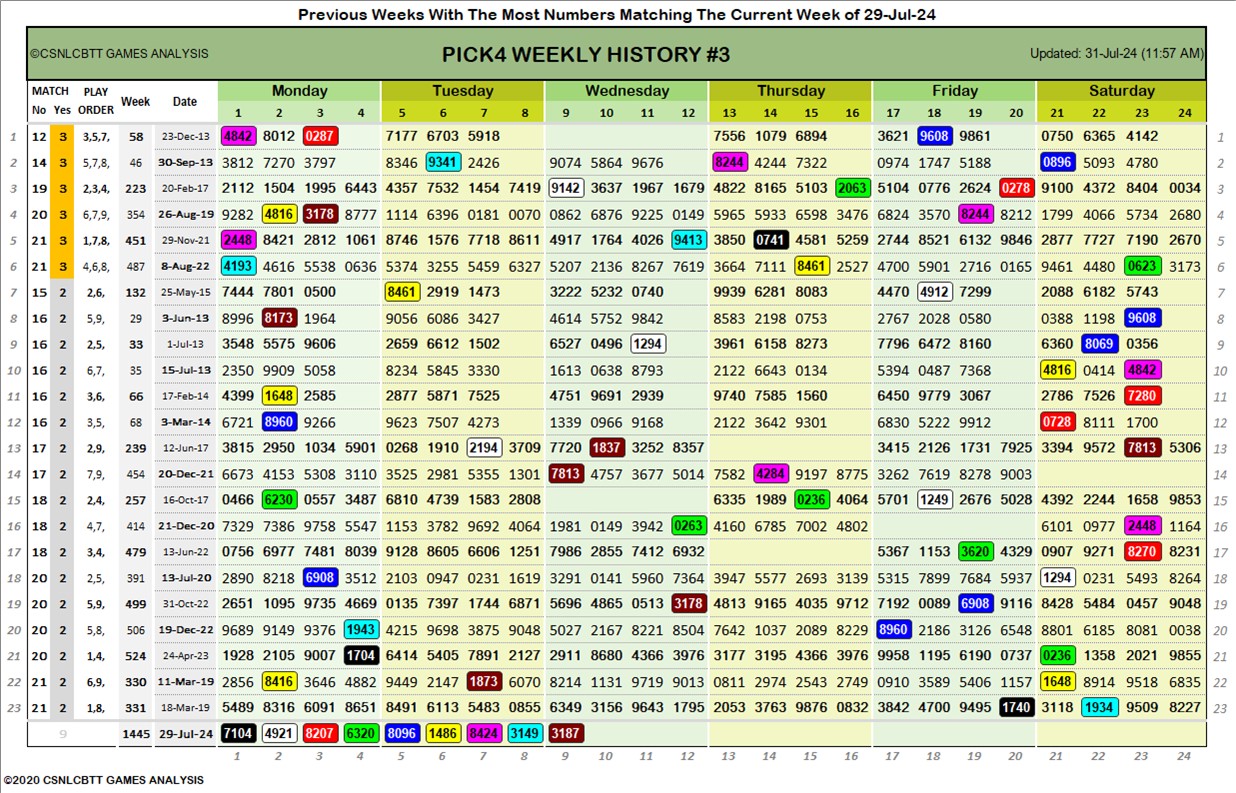 Previous Weeks With The Most Numbers Matching The Current Week of 29-Jul-24
©CSNLCBTT GAMES ANALYSIS PICK4 WEEKLY HISTORY #3 Updated: 31-Jul-24 (11:57 AM)
MATCH PLAY Week Date Monday Tuesday Wednesday Thursday Friday Saturday
No Yes ORDER 1 2 3 4 5 6 7 8 9 10 11 12 13 14 15 16 17 18 19 20 21 22 23 24
1 12 3 3,5,7, 58 23-Dec-13 4842 8012 0287 7177 6703 5918 7556 1079 6894 3621 9608 9861 0750 6365 4142 1
2 14 3 5,7,8, 46 30-Sep-13 3812 7270 3797 8346 9341 2426 9074 5864 9676 8244 4244 7322 0974 1747 5188 0896 5093 4780 2
3 19 3 2,3,4, 223 20-Feb-17 2112 1504 1995 6443 4357 7532 1454 7419 9142 3637 1967 1679 4822 8165 5103 2063 5104 0776 2624 0278 9100 4372 8404 0034 3
4 20 3 6,7,9, 354 26-Aug-19 9282 4816 3178 8777 1114 6396 0181 0070 0862 6876 9225 0149 5965 5933 6598 3476 6824 3570 8244 8212 1799 4066 5734 2680 4
5 21 3 1,7,8, 451 29-Nov-21 2448 8421 2812 1061 8746 1576 7718 8611 4917 1764 4026 9413 3850 0741 4581 5259 2744 8521 6132 9846 2877 7727 7190 2670 5
6 21 3 4,6,8, 487 8-Aug-22 4193 4616 5538 0636 5374 0355 5459 6327 5207 2136 8267 7619 3664 7111 8461 2527 4700 5901 2716 0165 9461 4480 0623 3173 6
7 15 2 2,6, 132 25-May-15 7444 7801 0500 8461 2919 1473 3222 5232 0740 9939 6281 8083 4470 4912 7299 2088 6182 5743 7
8 16 2 5,9, 29 3-Jun-13 8996 8173 1964 9056 6086 3427 4614 5752 9842 8583 2198 0753 2767 2028 0580 0388 1198 9608 8
9 16 2 2,5, 33 1-Jul-13 3548 5575 9606 2659 6612 1502 6527 0496 1294 3961 6158 8273 7796 6472 8160 6360 8069 0356 9
10 16 2 6,7, 35 15-Jul-13 2350 9909 5058 8234 5845 3330 1613 0638 8793 2122 6643 0134 5394 0487 7368 4816 0414 4842 10
11 16 2 3,6, 66 17-Feb-14 4399 1648 2585 2877 5871 7525 4751 9691 2939 9740 7585 1560 6450 9779 3067 2786 7526 7280 11
12 16 2 3,5, 68 3-Mar-14 6721 8960 9266 9623 7507 4273 1339 0966 9168 2122 3642 9301 6830 5222 9912 0728 8111 1700 12
13 17 2 2,9, 239 12-Jun-17 3815 2950 1034 5901 0268 1910 2194 3709 7720 1837 3252 8357 3415 2126 1731 7925 3394 9572 7813 5306 13
14 17 2 7,9, 454 20-Dec-21 6673 4153 5308 3110 3525 2981 5355 1301 7813 4757 3677 5014 7582 4284 9197 8775 3262 7619 8278 9003 14
15 18 2 2,4, 257 16-Oct-17 0466 6230 0557 3487 6810 4739 1583 2808 6335 1989 0236 4064 5701 1249 2676 5028 4392 2244 1658 9853 15
16 18 2 4,7, 414 21-Dec-20 7329 7386 9758 5547 1153 3782 9692 4064 1981 0149 3942 0263 4160 6785 7002 4802 6101 0977 2448 1164 16
17 18 2 3,4, 479 13-Jun-22 0756 6977 7481 8039 9128 8605 6606 1251 7986 2855 7412 6932 5367 1153 3620 4329 0907 9271 8270 8231 17
18 20 2 2,5, 391 13-Jul-20 2890 8218 6908 3512 2103 0947 0231 1619 3291 0141 5960 7364 3947 5577 2693 3139 5315 7899 7684 5937 1294 0231 5493 8264 18
19 20 2 5,9, 499 31-Oct-22 2651 1095 9735 4669 0135 7397 1744 6871 5696 4865 0513 3178 4813 9165 4035 9712 7192 0089 6908 9116 8428 5484 0457 9048 19
20 20 2 5,8, 506 19-Dec-22 9689 9149 9376 1943 4215 9698 3875 9048 5027 2167 8221 8504 7642 1037 2089 8229 8960 2186 3126 6548 8801 6185 8081 0038 20
21 20 2 1,4, 524 24-Apr-23 1928 2105 9007 1704 6414 5405 7891 2127 2911 8680 4366 3976 3177 3195 4366 3976 9958 1195 6190 0737 0236 1358 2021 9855 21
22 21 2 6,9, 330 11-Mar-19 2856 8416 3646 4882 9449 2147 1873 6070 8214 1131 9719 9013 0811 2974 2543 2749 0910 3589 5406 1157 1648 8914 9518 6835 22
23 21 2 1,8, 331 18-Mar-19 5489 8316 6091 8651 8491 6113 5483 0855 6349 3156 9643 1795 2053 3763 9876 0832 3842 4700 9495 1740 3118 1934 9509 8227 23
9 1445 29-Jul-24 7104 4921 8207 6320 8096 1486 8424 3149 3187
1 2 3 4 5 6 7 8 9 10 11 12 13 14 15 16 17 18 19 20 21 22 23 24
©2020 CSNLCBTT GAMES ANALYSIS